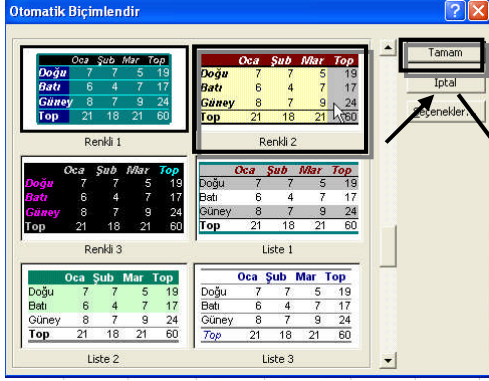 Otomatik Biçimlendir
Oca Şub Mar Top
Doğu 7 7 5 19
Batı 6 4 7 17
Güney 8 7 9 24
Top 21 18 21 60
Renkli 1
Oca Şub Mar Top
Doğu 7 7 5 19
Batı 6 4 7 17
Güney 8 7 9 24
Top 21 18 21 60
Renkli 2
Oca Şub Mar Top
Doğu 7 7 5 19
Batı 6 4 7 17
Güney 8 7 9 24
Top 21 18 21 60
Renkli 3
Oca Şub Mar Top
Doğu 7 7 5 19
Batı 6 4 7 17
Güney 8 7 9 24
Top 21 18 21 60
Liste 1
Oca Şub Mar Top
Doğu 7 7 5 19
Batı 6 4 7 17
Güney 8 7 9 24
Top 21 18 21 60
Liste 2
Oca Şub Mar Top
Doğu 7 7 5 19
Batı 6 4 7 17
Güney 8 7 9 24
Top 21 18 21 60
Liste 3
Tamam
İptal
Seçenekler...